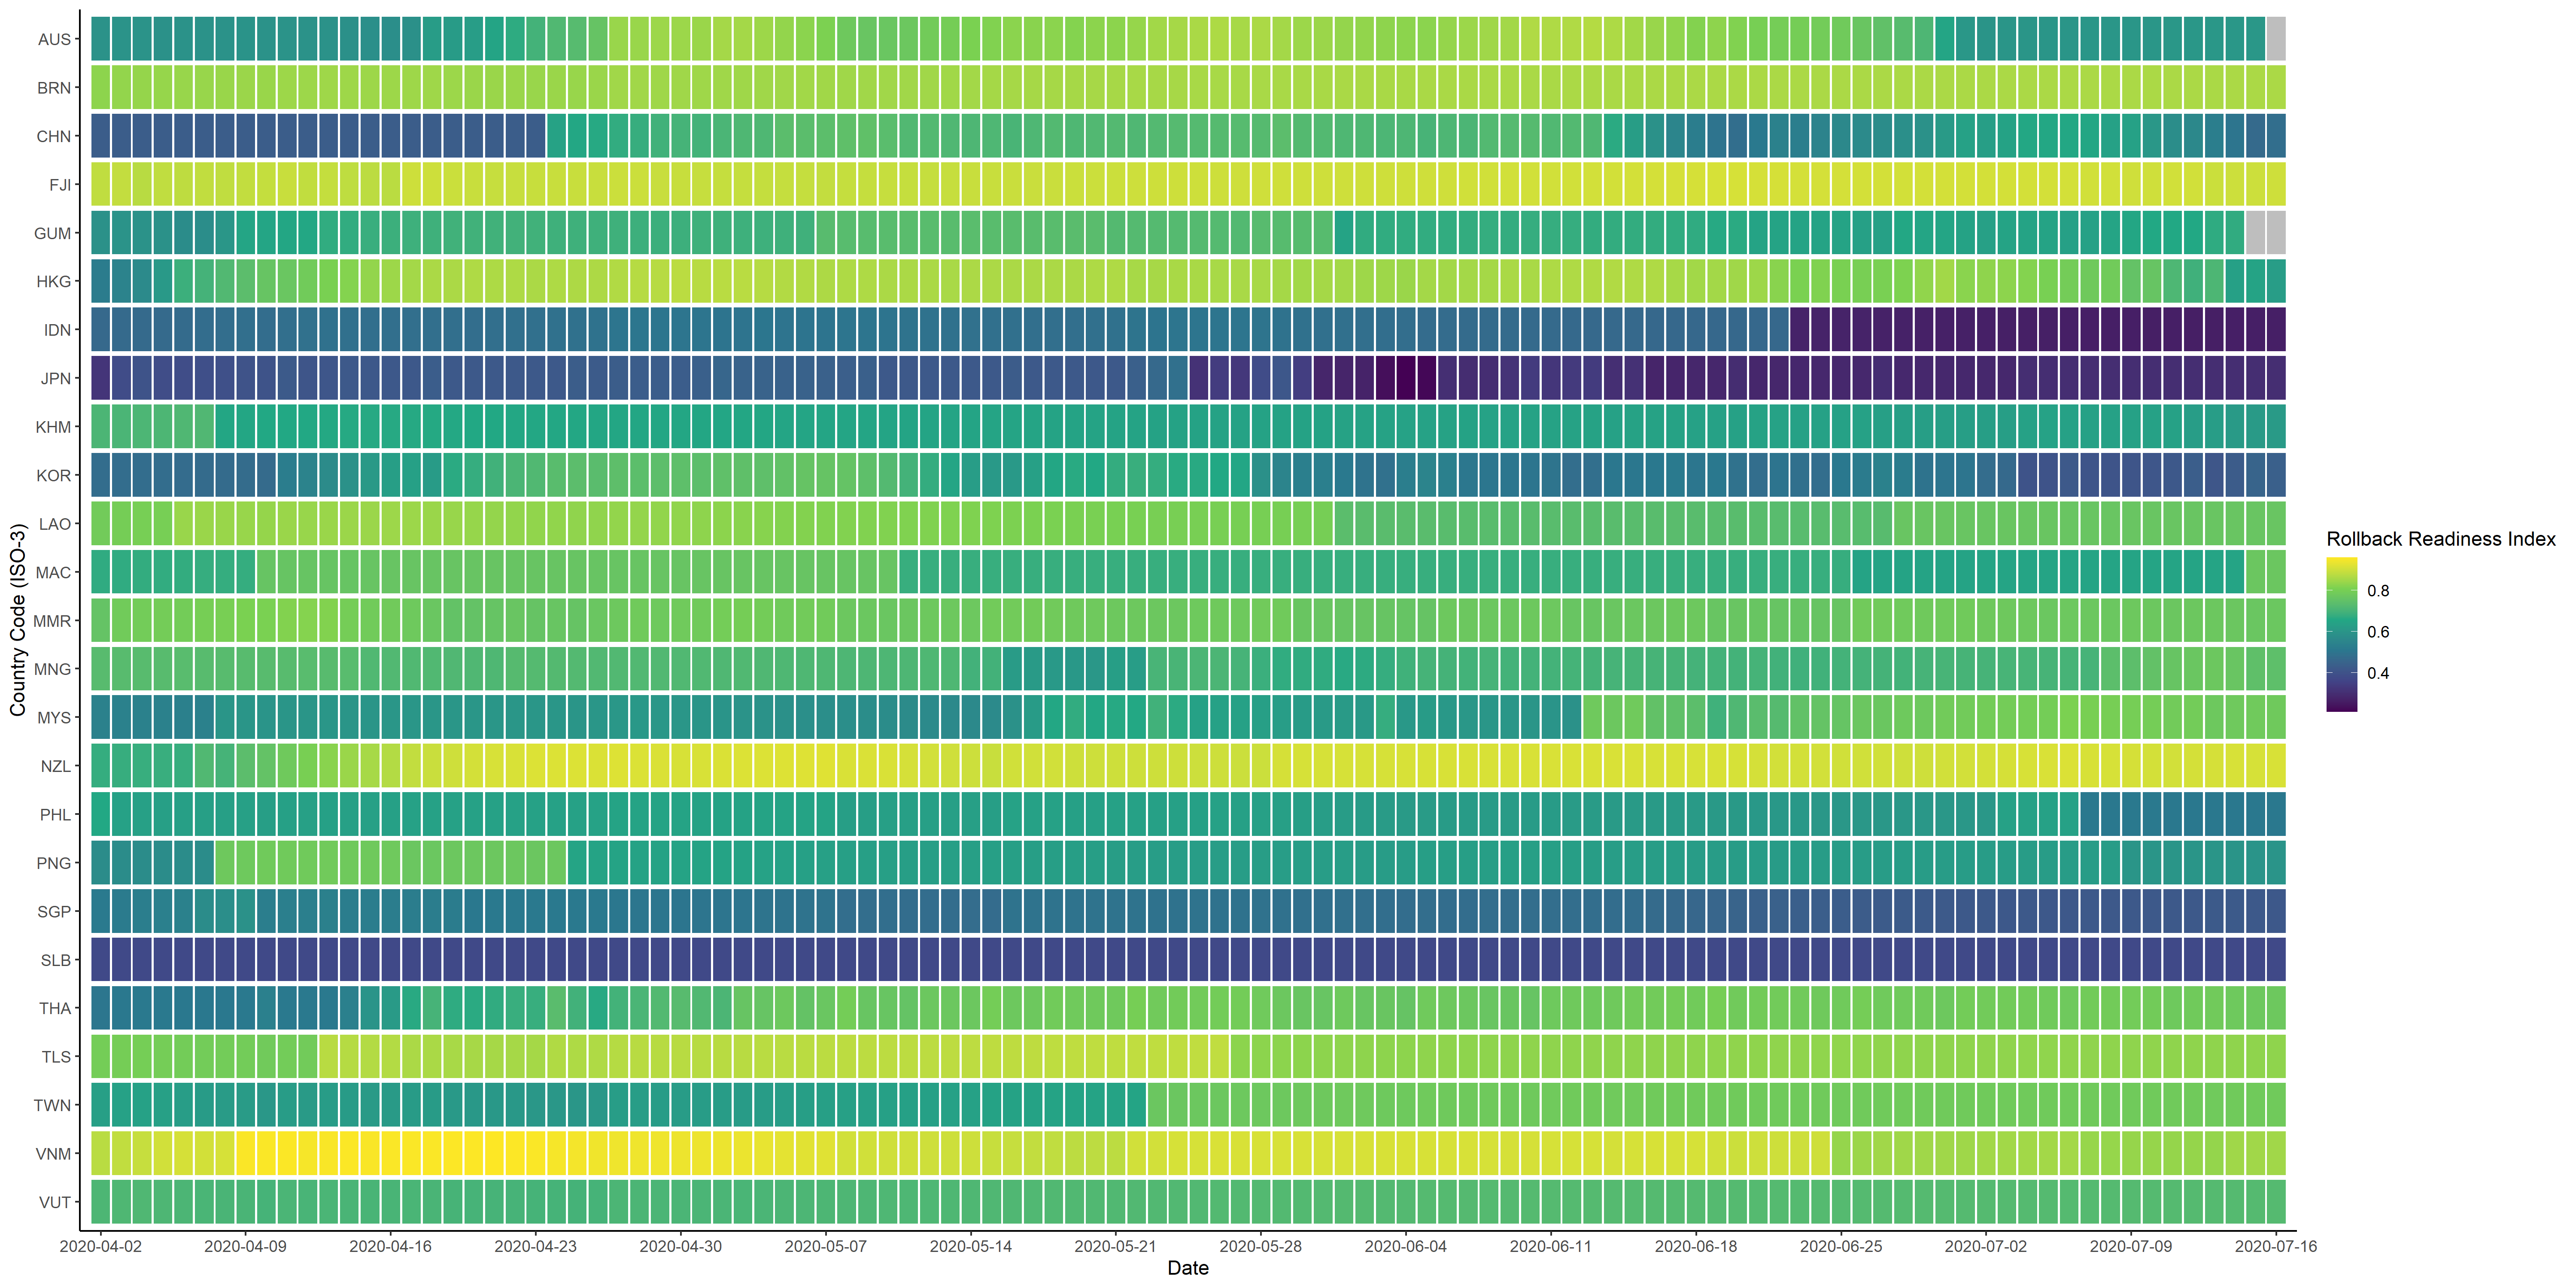 Country Code (ISO-3)
AUS
BRN
CHN
FJI
GUM
HKG
IDN
JPN
KHM
KOR
LAO
MAC
MMR
MNG
MYS
NZL
PHL
PNG
SGP
SLB
THA
TLS
TWN
VNM
VUT
2020-04-02 2020-04-09 2020-04-16 2020-04-23 2020-04-30 2020-05-07 2020-05-14 2020-05-21 2020-05-28 2020-06-04 2020-06-11 2020-06-18 2020-06-25 2020-07-02 2020-07-09 2020-07-16
Date
Rollback Readiness Index
0.8
0.6
0.4